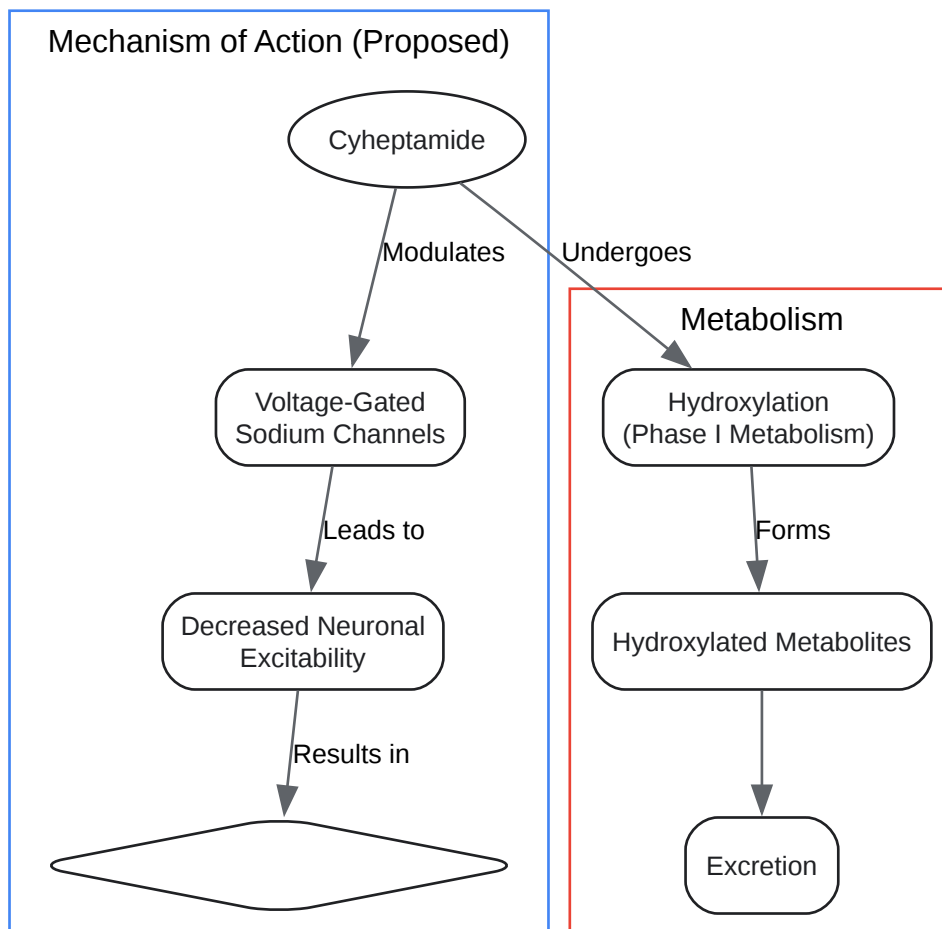 Mechanism of Action (Proposed)
Cyheptamide
Modulates
Undergoes
Metabolism
Voltage-Gated
Sodium Channels
Hydroxylation
(Phase I Metabolism)
Leads to
Forms
Decreased Neuronal
Excitability
Hydroxylated Metabolites
Results in
Excretion